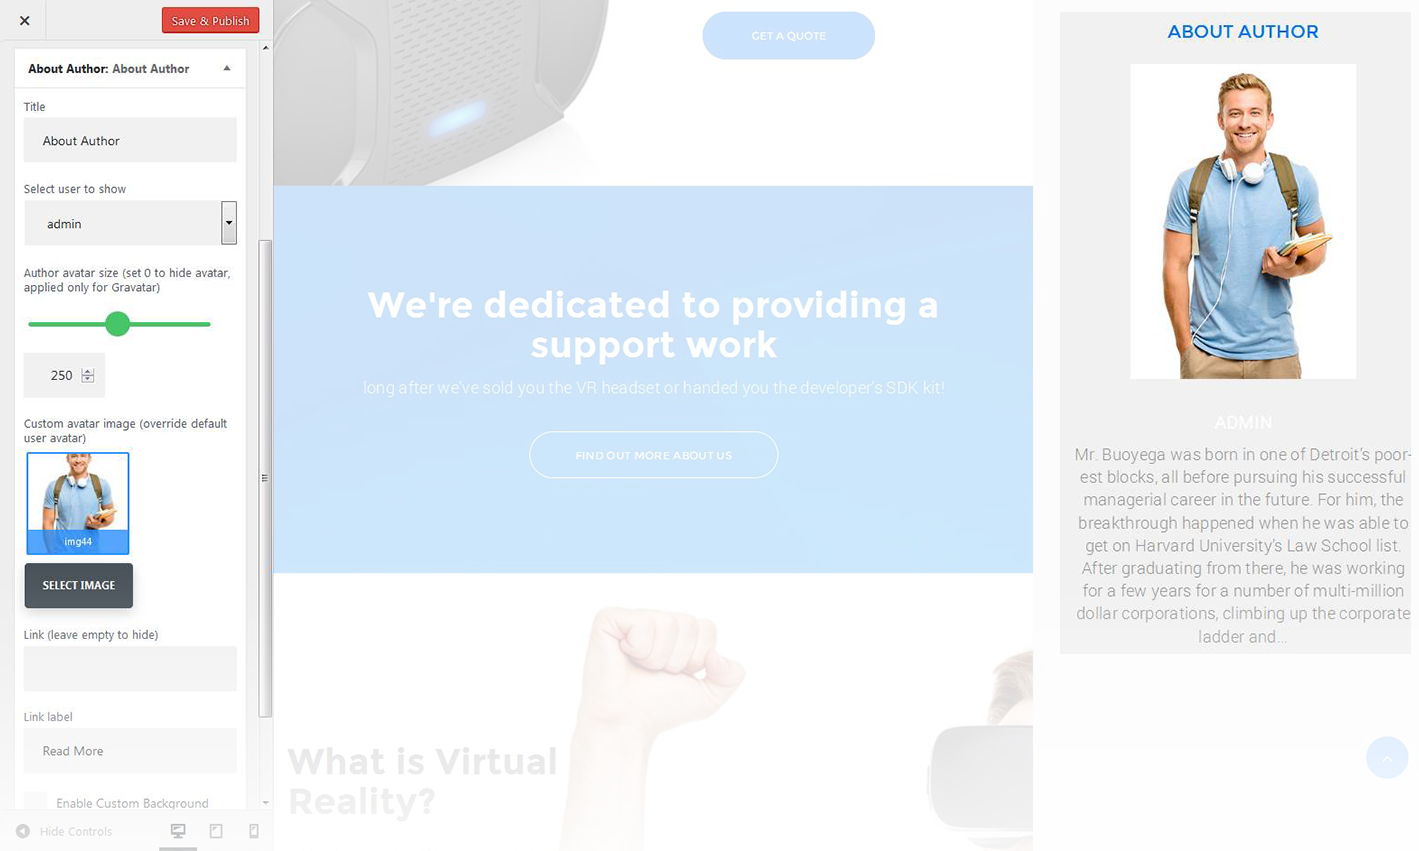 Save & Publish
About Author: About Author
Title
About Author
Select user to show
admin
Author avatar size (set 0 to hide avatar,
applied only for Gravatar)
250
Custom avatar image (override default
user avatar)
img44
SELECT IMAGE
Link (leave empty to hide)
Link label
Read More
Enable Custom Background
Hide Controls
GET A QUOTE
We're dedicated to providing a
support work
long after we've sold you the VR headset or handed you the developer's SDK kit!
FIND OUT MORE ABOUT US
What is Virtual
Reality?
ABOUT AUTHOR
ADMIN
Mr. Buoyega was born in one of Detroit's poor-
est blocks, all before pursuing his successful
managerial career in the future. For him, the
breakthrough happened when he was able to
get on Harvard University's Law School list.
After graduating from there, he was working
for a few years for a number of multi-million
dollar corporations, climbing up the corporate
ladder and...